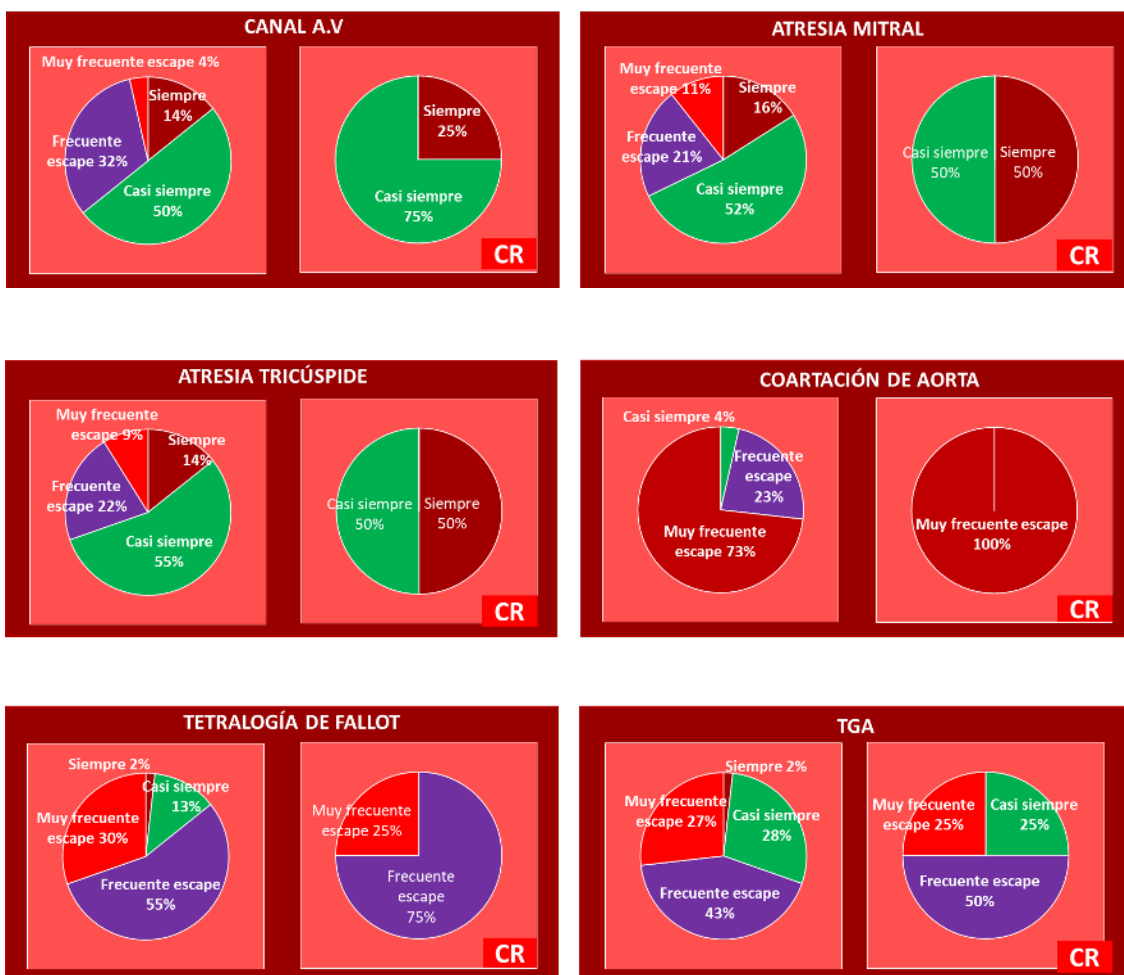 CANAL A.V
Muy frecuente escape 4%
Siempre
14%
Frecuente
escape 32%
Casi siempre
50%
Siempre
25%
Casi siempre
75%
CR
ATRESIA MITRAL
Muy frecuente
escape 11%
Siempre
16%
Frecuente
escape 21%
Casi siempre
52%
Casi siempre
50%
Siempre
50%
CR
ATRESIA TRICÚSPIDE
Muy frecuente
escape 9%
Siempre
14%
Frecuente
escape 22%
Casi siempre
55%
Casi siempre
50%
Siempre
50%
CR
COARTACIÓN DE AORTA
Casi siempre 4%
Frecuente
escape
23%
Muy frecuente
escape 73%
Muy frecuente escape
100%
CR
TETRALOGÍA DE FALLOT
Siempre 2%
Casi siempre
13%
Muy frecuente
escape 30%
Frecuente escape
55%
Muy frecuente
escape 25%
Frecuente
escape
75%
CR
TGA
Siempre 2%
Muy frecuente
escape 27%
Casi siempre
28%
Frecuente escape
43%
Muy frecuente
escape 25%
Casi siempre
25%
Frecuente escape
50%
CR